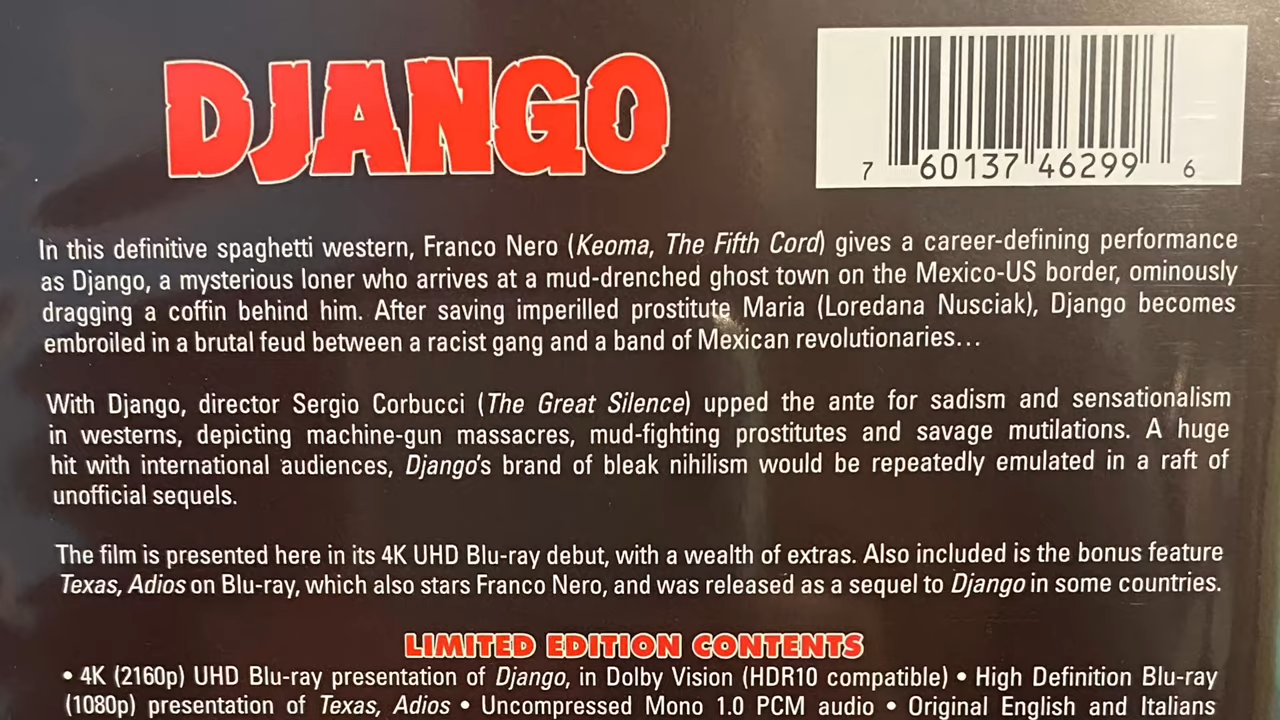 DJANGO
7 60137 46299 6
In this definitive spaghetti western, Franco Nero (Keoma, The Fifth Cord) gives a career-defining performance
as Django, a mysterious loner who arrives at a mud-drenched ghost town on the Mexico-US border, ominously
dragging a coffin behind him. After saving imperilled prostitute Maria (Loredana Nusciak), Django becomes
embroiled in a brutal feud between a racist gang and a band of Mexican revolutionaries...
With Django, director Sergio Corbucci (The Great Silence) upped the ante for sadism and sensationalism
in westerns, depicting machine-gun massacres, mud-fighting prostitutes and savage mutilations. A huge
hit with international audiences, Django's brand of bleak nihilism would be repeatedly emulated in a raft of
unofficial sequels.
The film is presented here in its 4K UHD Blu-ray debut, with a wealth of extras. Also included is the bonus feature
Texas, Adios on Blu-ray, which also stars Franco Nero, and was released as a sequel to Django in some countries.
LIMITED EDITION CONTENTS
• 4K (2160p) UHD Blu-ray presentation of Django, in Dolby Vision (HDR10 compatible) • High Definition Blu-ray
(1080p) presentation of Texas, Adios • Uncompressed Mono 1.0 PCM audio • Original English and Italians